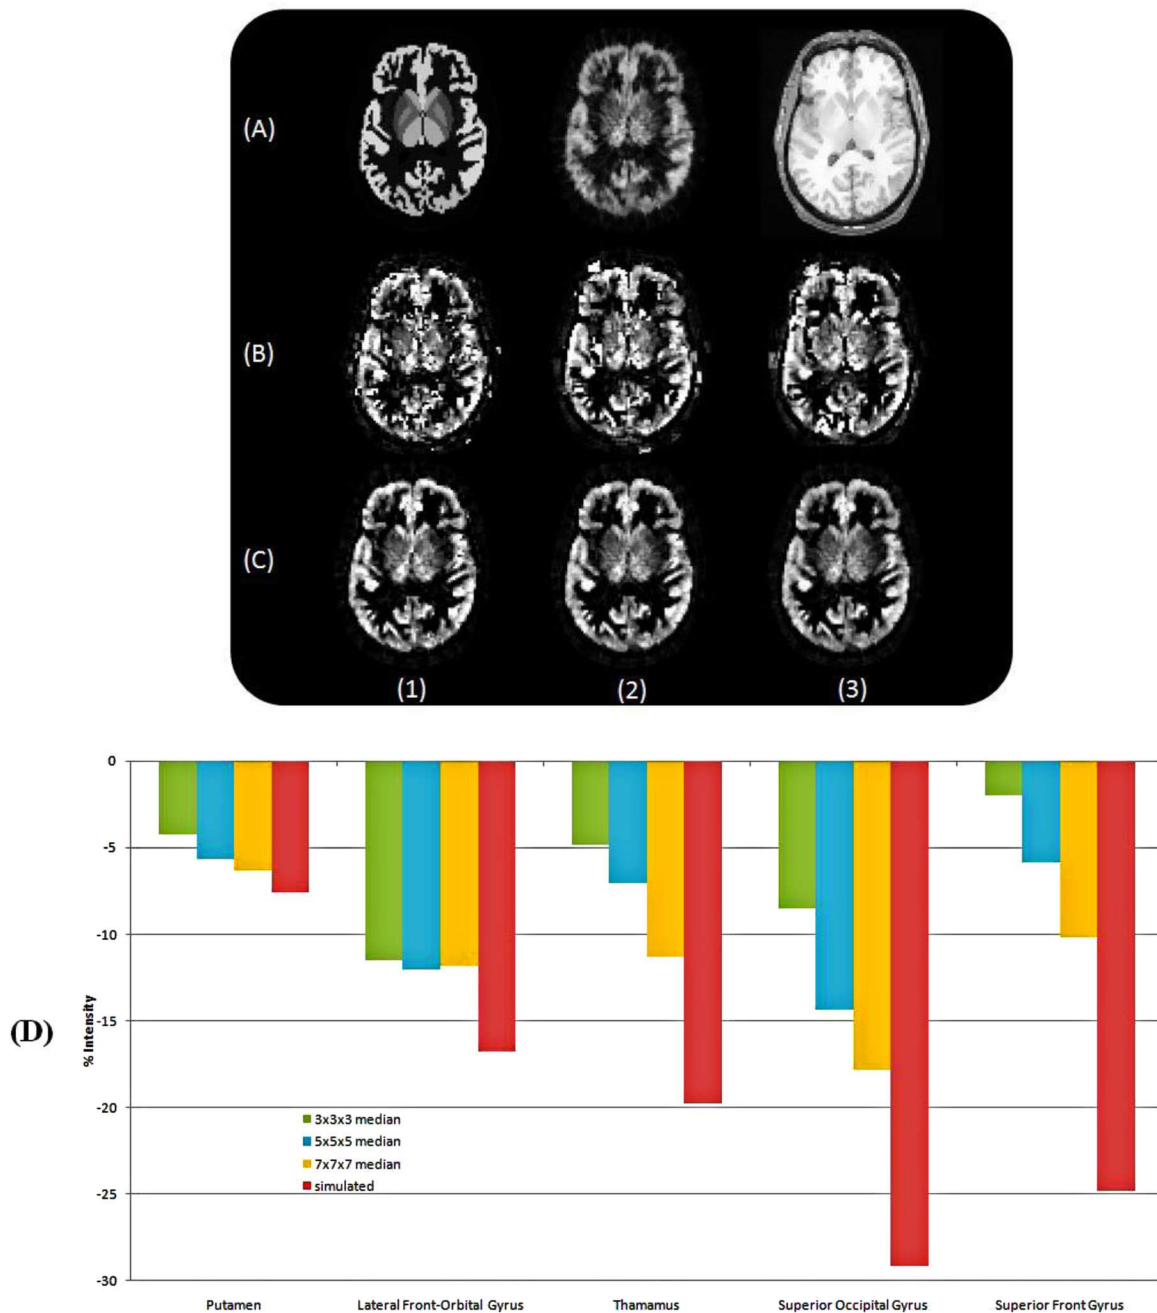 (A)
(B)
(C)
(1) (2) (3)
(D)
% Intensity
0
-5
-10
-15
-20
-25
-30
3x3x3 median
5x5x5 median
7x7x7 median
simulated
Putamen Lateral Front-Orbital Gyrus Thamamus Superior Occipital Gyrus Superior Front Gyrus